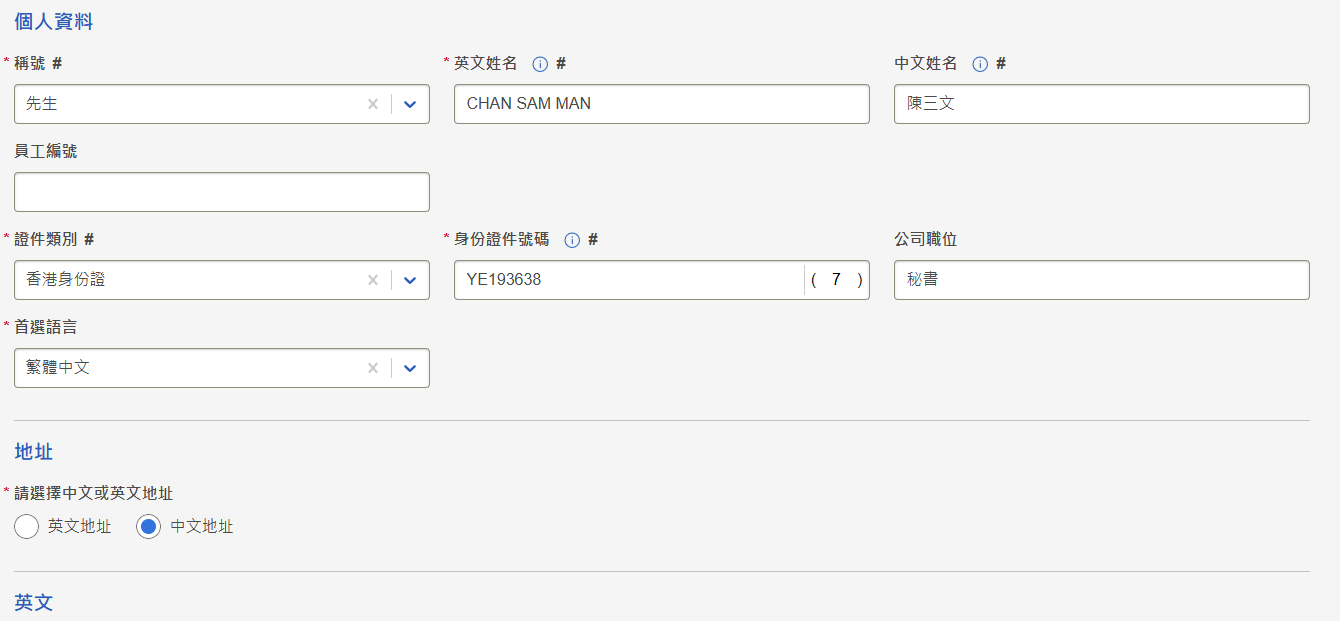 個人資料
* 稱號 # * 英文姓名 ⓘ # 中文姓名 ⓘ #
先生 CHAN SAM MAN 陳三文
員工編號
* 證件類別 # * 身份證件號碼 ⓘ # 公司職位
香港身份證 YE193638 ( 7 ) 秘書
* 首選語言
繁體中文
地址
* 請選擇中文或英文地址
英文地址 中文地址
英文